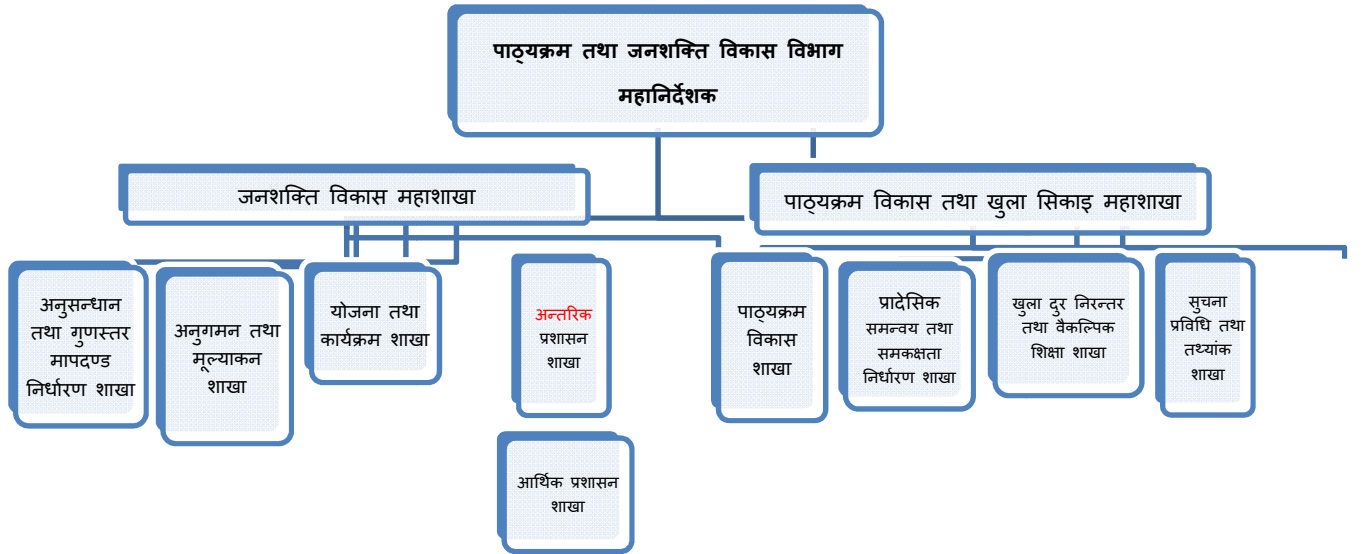 पाठ्यक्रम तथा जनशक्ति विकास विभाग
महानिर्देशक
जनशक्ति विकास महाशाखा
पाठ्यक्रम विकास तथा खुला सिकाइ महाशाखा
अनुसन्धान
तथा गुणस्तर
मापदण्ड
निर्धारण शाखा
अनुगमन तथा
मूल्याकन
शाखा
योजना तथा
कार्यक्रम शाखा
अन्तरिक
प्रशासन
शाखा
आर्थिक प्रशासन
शाखा
पाठ्यक्रम
विकास
शाखा
प्रादेसिक
समन्वय तथा
समकक्षता
निर्धारण शाखा
खुला दुर निरन्तर
तथा वैकल्पिक
शिक्षा शाखा
सुचना
प्रविधि तथा
तथ्यांक
शाखा